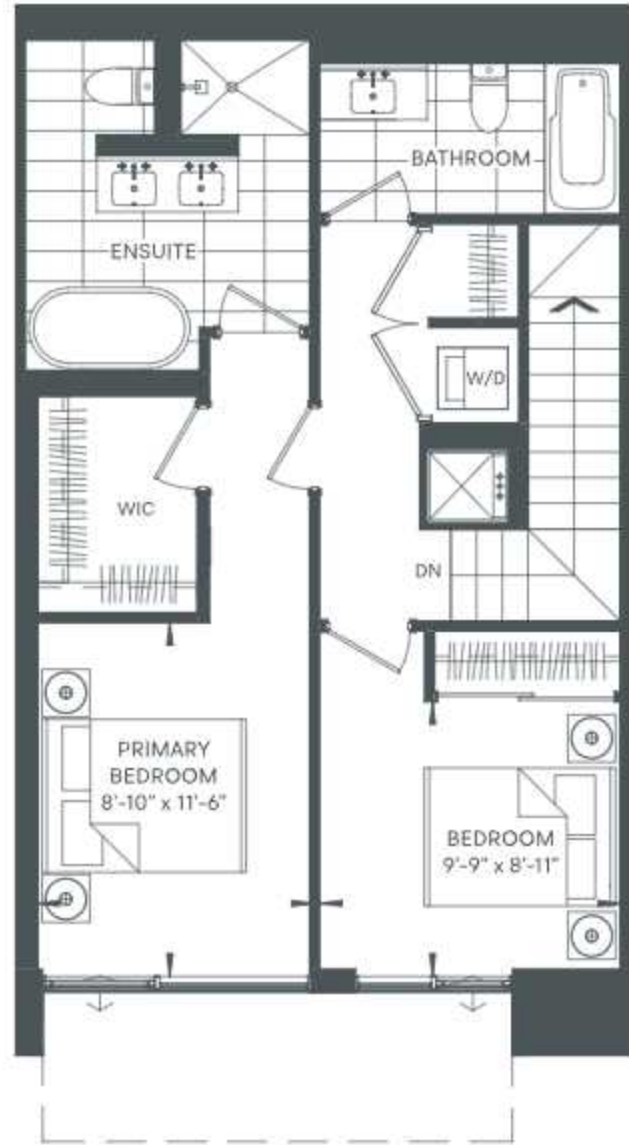 BATHROOM
ENSUITE
W/D
WIC
DN
PRIMARY
BEDROOM
8'-10" x 11'-6"
BEDROOM
9'-9" x 8'-11"